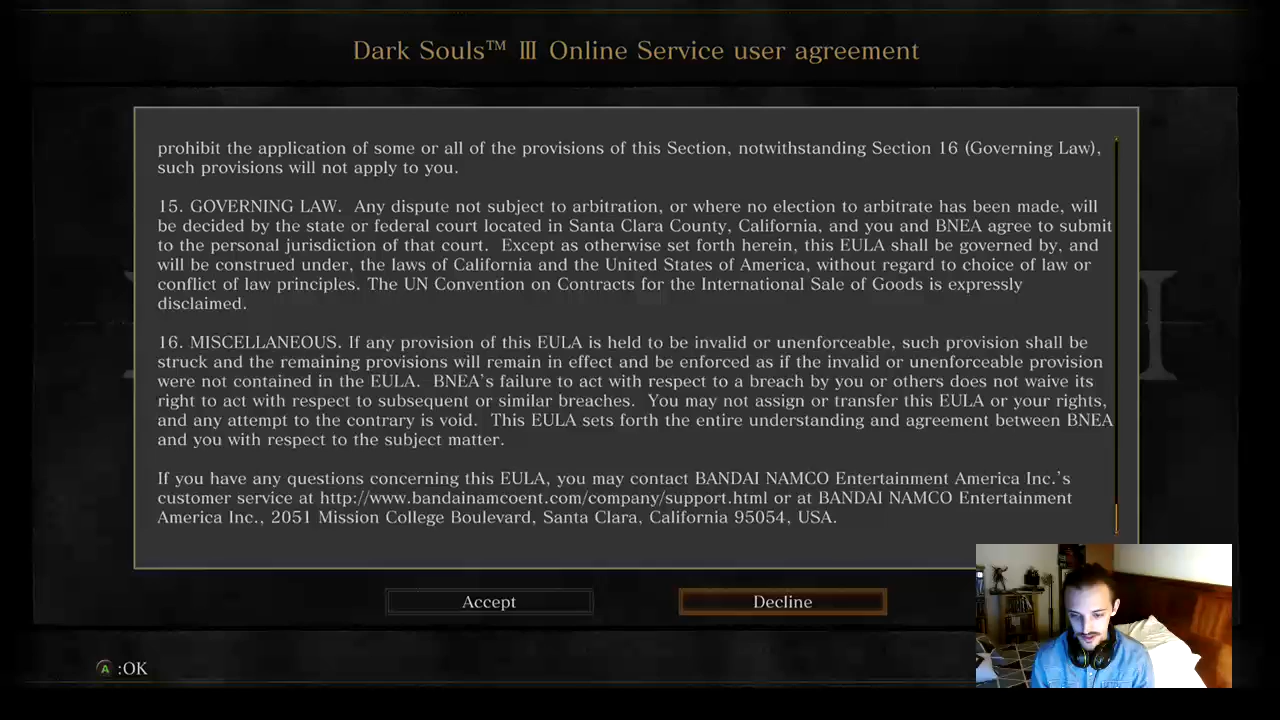 Dark Souls™ III Online Service user agreement
prohibit the application of some or all of the provisions of this Section, notwithstanding Section 16 (Governing Law),
such provisions will not apply to you.
15. GOVERNING LAW.  Any dispute not subject to arbitration, or where no election to arbitrate has been made, will
be decided by the state or federal court located in Santa Clara County, California, and you and BNEA agree to submit
to the personal jurisdiction of that court.  Except as otherwise set forth herein, this EULA shall be governed by, and
will be construed under, the laws of California and the United States of America, without regard to choice of law or
conflict of law principles. The UN Convention on Contracts for the International Sale of Goods is expressly
disclaimed.
16. MISCELLANEOUS. If any provision of this EULA is held to be invalid or unenforceable, such provision shall be
struck and the remaining provisions will remain in effect and be enforced as if the invalid or unenforceable provision
were not contained in the EULA.  BNEA's failure to act with respect to a breach by you or others does not waive its
right to act with respect to subsequent or similar breaches.  You may not assign or transfer this EULA or your rights,
and any attempt to the contrary is void.  This EULA sets forth the entire understanding and agreement between BNEA
and you with respect to the subject matter.
If you have any questions concerning this EULA, you may contact BANDAI NAMCO Entertainment America Inc.'s
customer service at http://www.bandainamcoent.com/company/support.html or at BANDAI NAMCO Entertainment
America Inc., 2051 Mission College Boulevard, Santa Clara, California 95054, USA.
Accept
Decline
A :OK